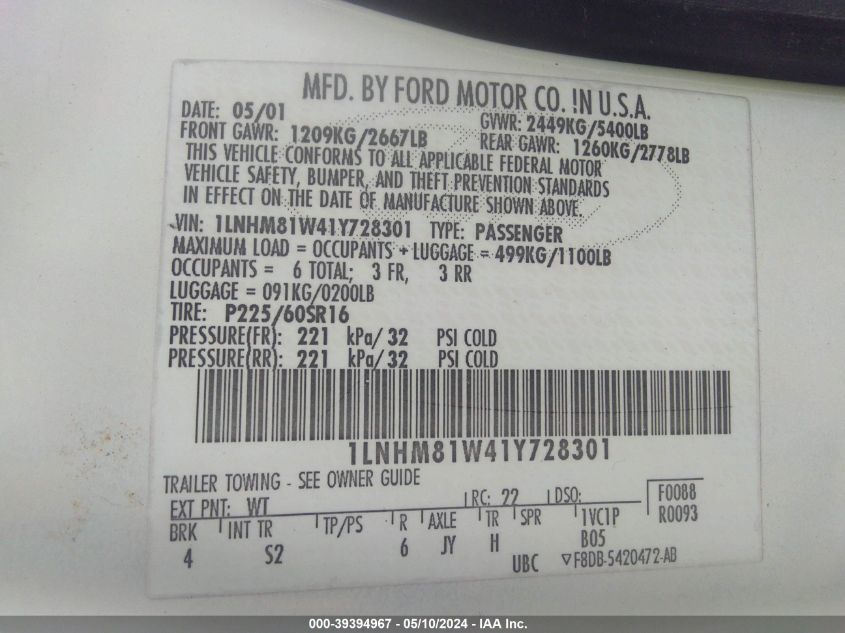 MFD. BY FORD MOTOR CO. IN U.S.A.
DATE: 05/01 GVWR: 2449KG/5400LB
FRONT GAWR: 1209KG/2667LB REAR GAWR: 1260KG/2778LB
THIS VEHICLE CONFORMS TO ALL APPLICABLE FEDERAL MOTOR
VEHICLE SAFETY, BUMPER, AND THEFT PREVENTION STANDARDS
IN EFFECT ON THE DATE OF MANUFACTURE SHOWN ABOVE.
VIN: 1LNHM81W41Y728301 TYPE: PASSENGER
MAXIMUM LOAD = OCCUPANTS + LUGGAGE = 499KG/1100LB
OCCUPANTS = 6 TOTAL; 3 FR, 3 RR
LUGGAGE = 091KG/0200LB
TIRE: P225/60SR16
PRESSURE(FR): 221 kPa/ 32 PSI COLD
PRESSURE(RR): 221 kPa/ 32 PSI COLD
1LNHM81W41Y728301
TRAILER TOWING - SEE OWNER GUIDE
EXT PNT: WT RC: 22 DSO: F0088
BRK INT TR TP/PS R AXLE TR SPR 1VC1P R0093
4 S2 6 JY H B05
UBC ▽F8DB-5420472-AB
000-39394967 — 05/10/2024 — IAA Inc.